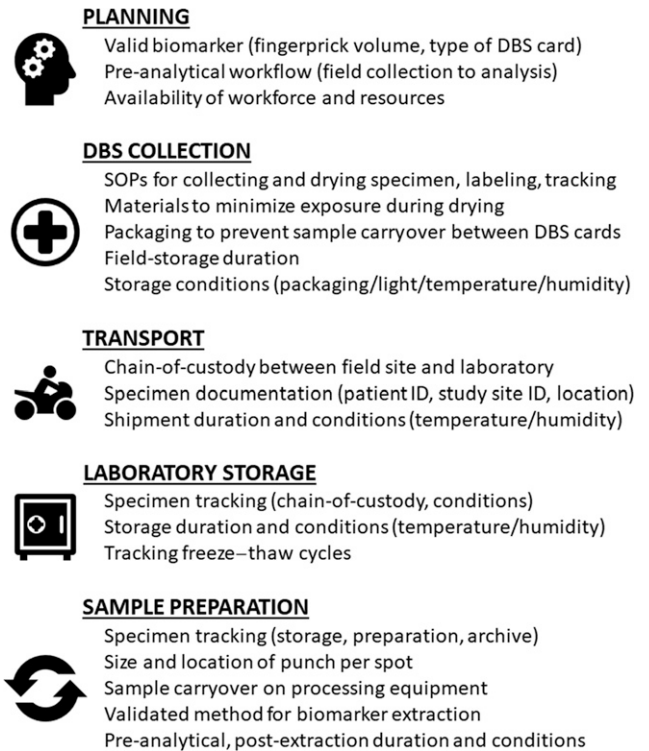 PLANNING
Valid biomarker (fingerprick volume, type of DBS card)
Pre-analytical workflow (field collection to analysis)
Availability of workforce and resources
DBS COLLECTION
SOPs for collecting and drying specimen, labeling, tracking
Materials to minimize exposure during drying
Packaging to prevent sample carryover between DBS cards
Field-storage duration
Storage conditions (packaging/light/temperature/humidity)
TRANSPORT
Chain-of-custody between field site and laboratory
Specimen documentation (patient ID, study site ID, location)
Shipment duration and conditions (temperature/humidity)
LABORATORY STORAGE
Specimen tracking (chain-of-custody, conditions)
Storage duration and conditions (temperature/humidity)
Tracking freeze–thaw cycles
SAMPLE PREPARATION
Specimen tracking (storage, preparation, archive)
Size and location of punch per spot
Sample carryover on processing equipment
Validated method for biomarker extraction
Pre-analytical, post-extraction duration and conditions